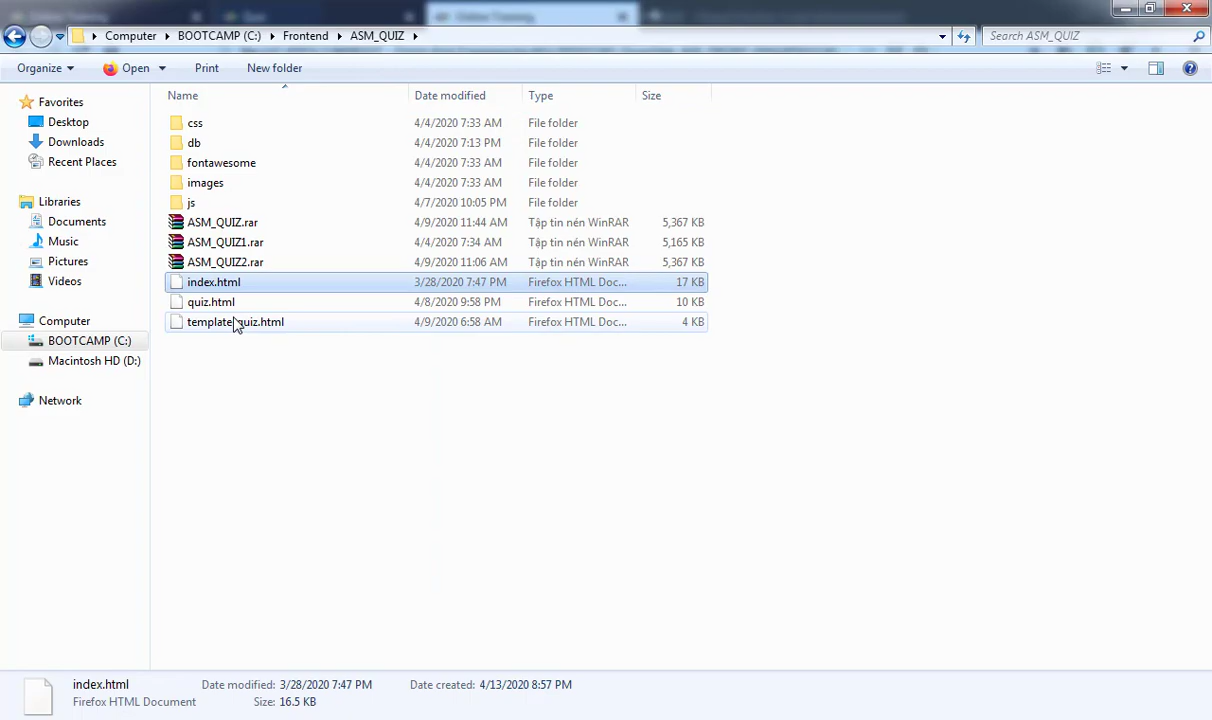 Computer BOOTCAMP (C:) Frontend ASM_QUIZ Search ASM_QUIZ
Organize Open Print New folder
Name Date modified Type Size
Favorites
Desktop
Downloads
Recent Places
Libraries
Documents
Music
Pictures
Videos
Computer
BOOTCAMP (C:)
Macintosh HD (D:)
Network
css 4/4/2020 7:33 AM File folder
db 4/4/2020 7:13 PM File folder
fontawesome 4/4/2020 7:33 AM File folder
images 4/4/2020 7:33 AM File folder
js 4/7/2020 10:05 PM File folder
ASM_QUIZ.rar 4/9/2020 11:44 AM Tập tin nén WinRAR 5,367 KB
ASM_QUIZ1.rar 4/4/2020 7:34 AM Tập tin nén WinRAR 5,165 KB
ASM_QUIZ2.rar 4/9/2020 11:06 AM Tập tin nén WinRAR 5,367 KB
index.html 3/28/2020 7:47 PM Firefox HTML Doc... 17 KB
quiz.html 4/8/2020 9:58 PM Firefox HTML Doc... 10 KB
4/9/2020 6:58 AM Firefox HTML Doc... 4 KB
index.html Date modified: 3/28/2020 7:47 PM Date created: 4/13/2020 8:57 PM
Firefox HTML Document Size: 16.5 KB